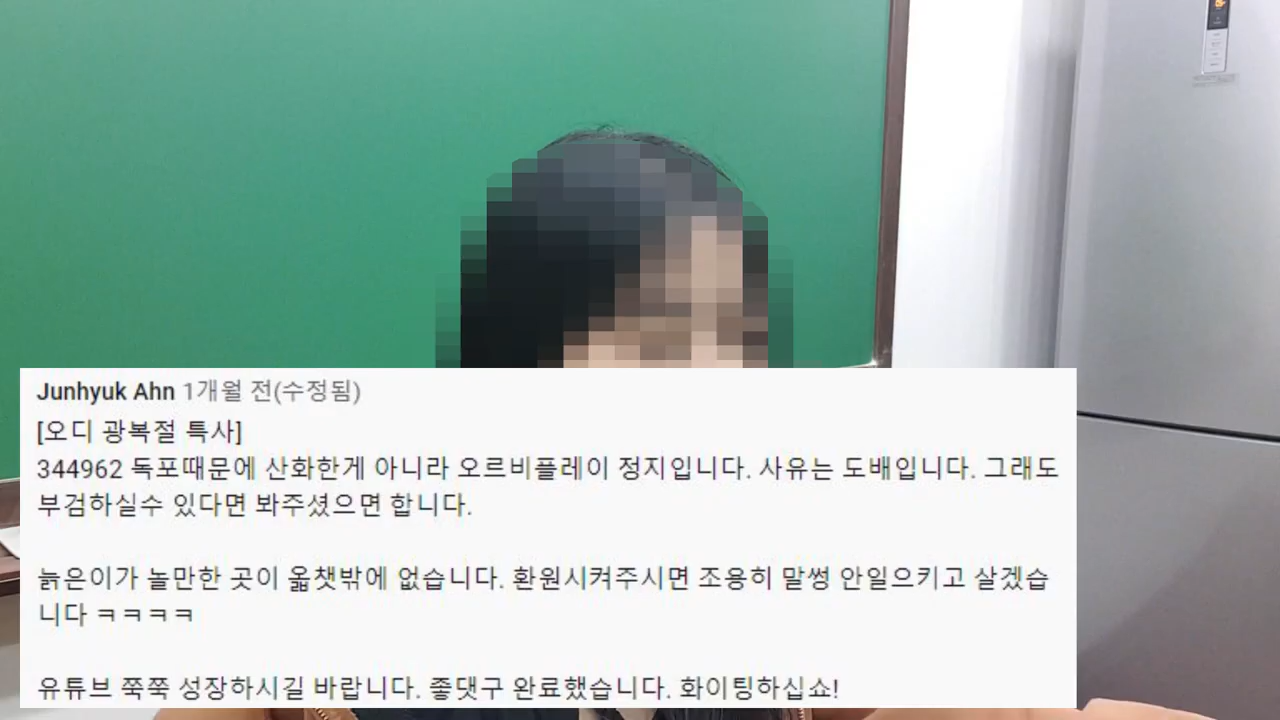 Junhyuk Ahn 1개월 전(수정됨)
[오디 광복절 특사]
344962 독포때문에 산화한게 아니라 오르비플레이 정지입니다. 사유는 도배입니다. 그래도
부검하실수 있다면 봐주셨으면 합니다.
늙은이가 놀만한 곳이 옯챗밖에 없습니다. 환원시켜주시면 조용히 말썽 안일으키고 살겠습
니다 ㅋㅋㅋㅋ
유튜브 쭉쭉 성장하시길 바랍니다. 좋댓구 완료했습니다. 화이팅하십쇼!